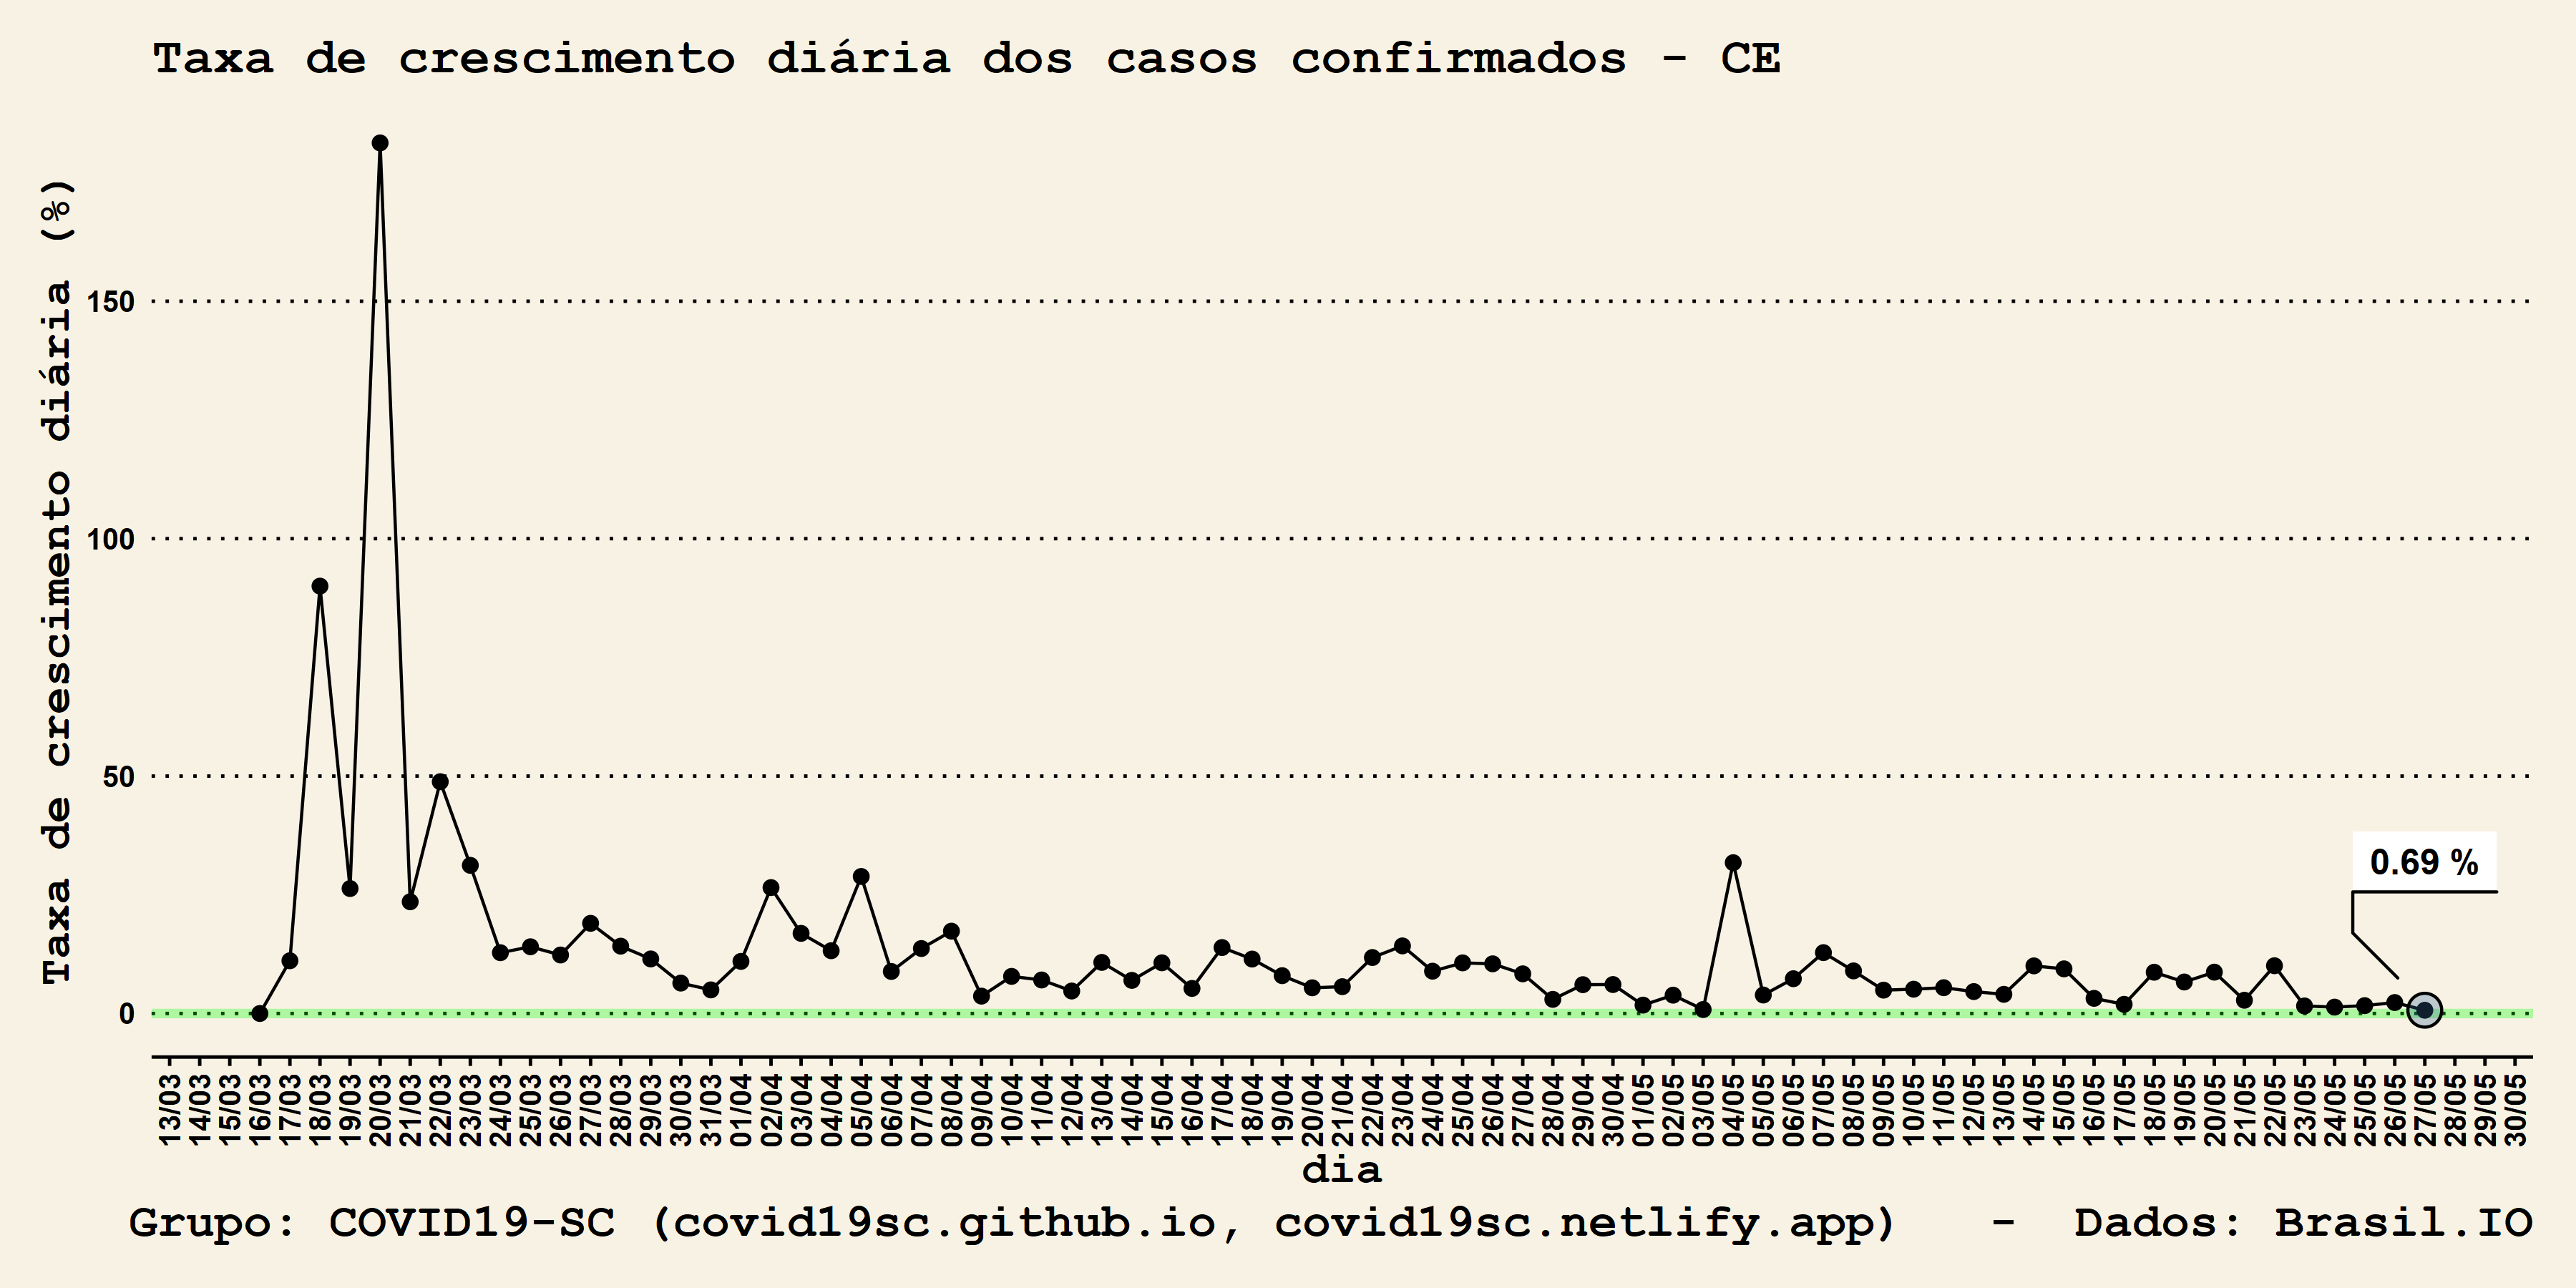 Taxa de crescimento diária dos casos confirmados - CE
Taxa de crescimento diária (%)
150
100
50
0
0.69 %
13/03 14/03 15/03 16/03 17/03 18/03 19/03 20/03 21/03 22/03 23/03 24/03 25/03 26/03 27/03 28/03 29/03 30/03 31/03 01/04 02/04 03/04 04/04 05/04 06/04 07/04 08/04 09/04 10/04 11/04 12/04 13/04 14/04 15/04 16/04 17/04 18/04 19/04 20/04 21/04 22/04 23/04 24/04 25/04 26/04 27/04 28/04 29/04 30/04 01/05 02/05 03/05 04/05 05/05 06/05 07/05 08/05 09/05 10/05 11/05 12/05 13/05 14/05 15/05 16/05 17/05 18/05 19/05 20/05 21/05 22/05 23/05 24/05 25/05 26/05 27/05 28/05 29/05 30/05
dia
Grupo: COVID19-SC (covid19sc.github.io, covid19sc.netlify.app) - Dados: Brasil.IO